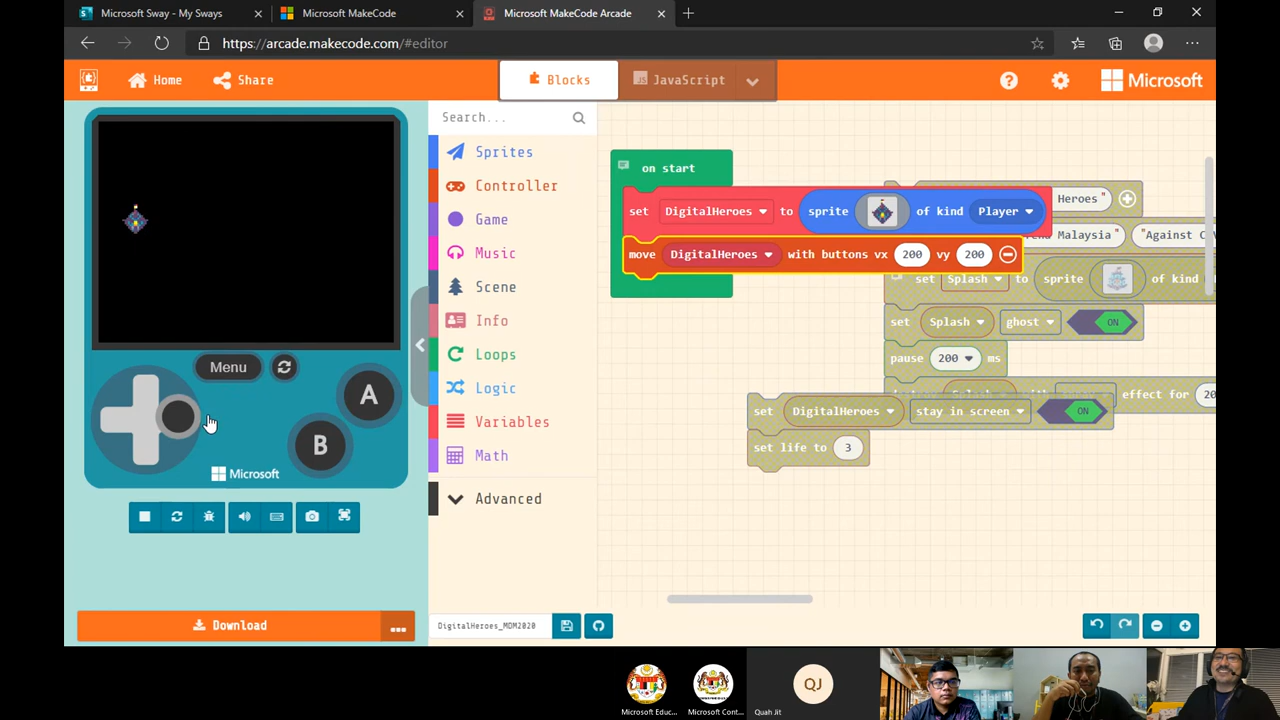 Microsoft Sway - My Sways
Microsoft MakeCode
Microsoft MakeCode Arcade
https://arcade.makecode.com/#editor
Home
Share
Blocks
JS
JavaScript
Microsoft
Menu
A
B
Microsoft
Download
Search...
Sprites
Controller
Game
Music
Scene
Info
Loops
Logic
Variables
Math
Advanced
DigitalHeroes_MDM2020
on start
set DigitalHeroes to sprite of kind Player
move DigitalHeroes with buttons vx 200 vy 200
Heroes"
nd Malaysia" "Against C
set Splash to sprite of kind
set Splash ghost ON
pause 200 ms
effect for 20
set DigitalHeroes stay in screen ON
set life to 3
QJ
Microsoft Educ...
Microsoft Cont...
Quah Jit